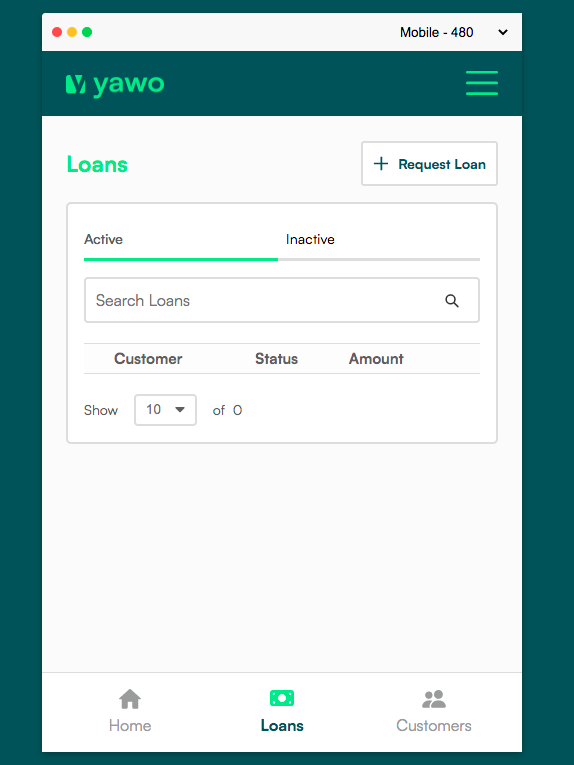 Mobile - 480
yawo
Loans
Request Loan
Active Inactive
Search Loans
Customer Status Amount
Show 10 of 0
Home Loans Customers